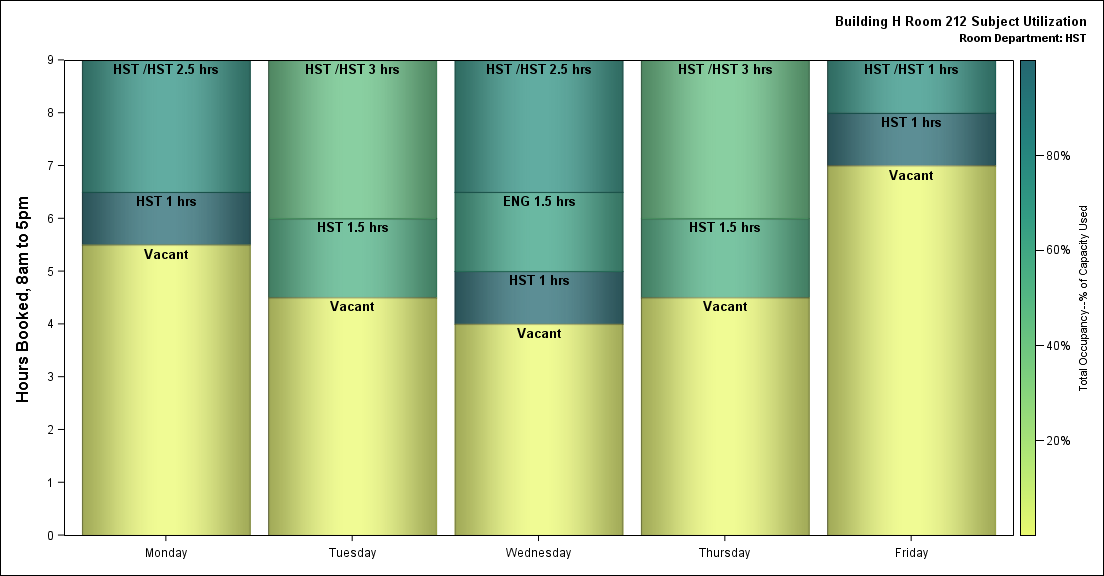 Building H Room 212 Subject Utilization
Room Department: HST
Hours Booked, 8am to 5pm
9
8
7
6
5
4
3
2
1
0
HST /HST 2.5 hrs
HST 1 hrs
Vacant
HST /HST 3 hrs
HST 1.5 hrs
Vacant
HST /HST 2.5 hrs
ENG 1.5 hrs
HST 1 hrs
Vacant
HST /HST 3 hrs
HST 1.5 hrs
Vacant
HST /HST 1 hrs
HST 1 hrs
Vacant
Monday
Tuesday
Wednesday
Thursday
Friday
80%
60%
40%
20%
Total Occupancy--% of Capacity Used